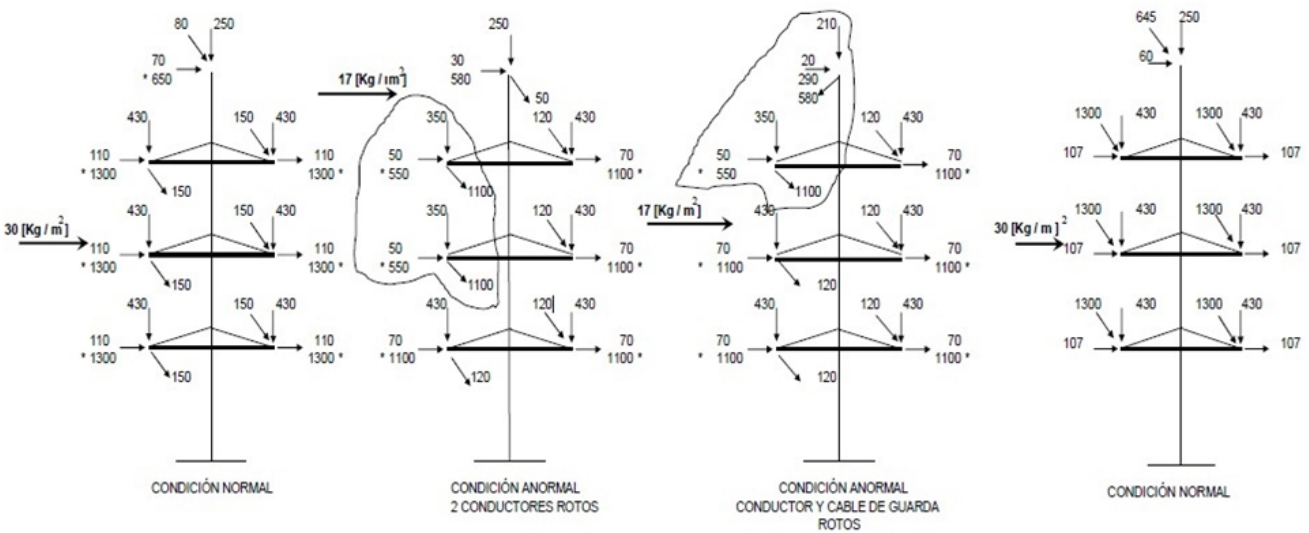 80 250
70
* 650
430 150 430
110 110
* 1300 1300 *
150
430 150 430
30 [Kg / m²]
110 110
* 1300 1300 *
150
430 150 430
110 110
* 1300 1300 *
150
CONDICIÓN NORMAL
250
30
580
17 [Kg / m²]
50
350 120 430
50 70
* 550 1100 *
1100
350 120 430
50 70
* 550 1100 *
1100
430 120 430
70 70
* 1100 1100 *
120
CONDICIÓN ANORMAL
2 CONDUCTORES ROTOS
210
20
290
580
350 120 430
50 70
* 550 1100 *
1100
17 [Kg / m²]
430 120 430
70 70
* 1100 1100 *
120
430 120 430
70 70
* 1100 1100 *
120
CONDICIÓN ANORMAL
CONDUCTOR Y CABLE DE GUARDA
ROTOS
645 250
60
1300 430 1300 430
107 107
1300 430 1300 430
30 [Kg / m ]²
107 107
1300 430 1300 430
107 107
CONDICIÓN NORMAL